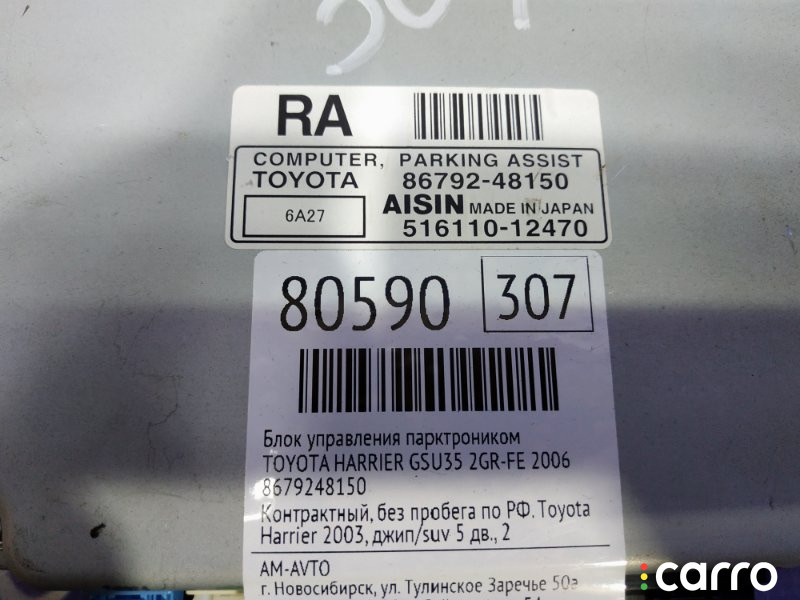 307
RA
COMPUTER, PARKING ASSIST
TOYOTA 86792-48150
6A27
AISIN MADE IN JAPAN
516110-12470
80590 307
Блок управления парктроником
TOYOTA HARRIER GSU35 2GR-FE 2006
8679248150
Контрактный, без пробега по РФ. Toyota
Harrier 2003, джип/suv 5 дв., 2
AM-AVTO
г. Новосибирск, ул. Тулинское Заречье 50а
carro